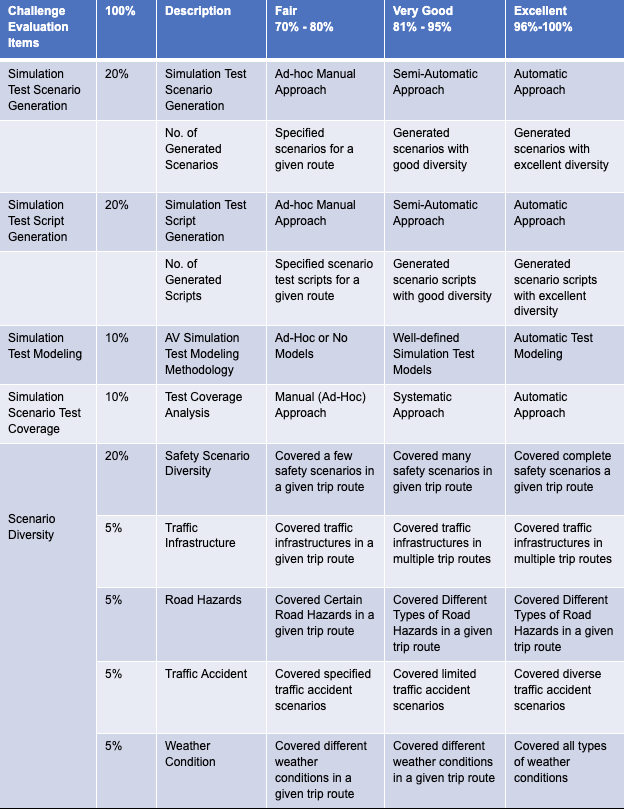 Challenge
Evaluation
Items
100%
Description
Fair
70% - 80%
Very Good
81% - 95%
Excellent
96%-100%
Simulation
Test Scenario
Generation
20%
Simulation Test
Scenario
Generation
Ad-hoc Manual
Approach
Semi-Automatic
Approach
Automatic
Approach
No. of
Generated
Scenarios
Specified
scenarios for a
given route
Generated
scenarios with
good diversity
Generated
scenarios with
excellent diversity
Simulation
Test Script
Generation
20%
Simulation Test
Script
Generation
Ad-hoc Manual
Approach
Semi-Automatic
Approach
Automatic
Approach
No. of
Generated
Scripts
Specified scenario
test scripts for a
given route
Generated
scenario scripts
with good diversity
Generated
scenario scripts
with excellent
diversity
Simulation
Test Modeling
10%
AV Simulation
Test Modeling
Methodology
Ad-Hoc or No
Models
Well-defined
Simulation Test
Models
Automatic Test
Modeling
Simulation
Scenario Test
Coverage
10%
Test Coverage
Analysis
Manual (Ad-Hoc)
Approach
Systematic
Approach
Automatic
Approach
Scenario
Diversity
20%
Safety Scenario
Diversity
Covered a few
safety scenarios in
a given trip route
Covered many
safety scenarios in
a given trip route
Covered complete
safety scenarios a
given trip route
5%
Traffic
Infrastructure
Covered traffic
infrastructures in a
given trip route
Covered traffic
infrastructures in
multiple trip routes
Covered traffic
infrastructures in
multiple trip routes
5%
Road Hazards
Covered Certain
Road Hazards in a
given trip route
Covered Different
Types of Road
Hazards in a given
trip route
Covered Different
Types of Road
Hazards in a given
trip route
5%
Traffic Accident
Covered specified
traffic accident
scenarios
Covered limited
traffic accident
scenarios
Covered diverse
traffic accident
scenarios
5%
Weather
Condition
Covered different
weather
conditions in a
given trip route
Covered different
weather conditions
in a given trip route
Covered all types
of weather
conditions